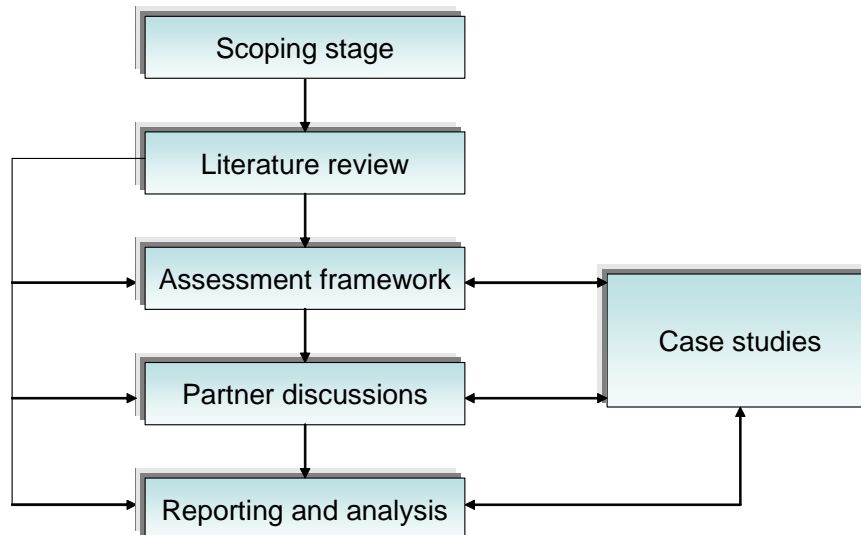 Scoping stage
Literature review
Assessment framework
Case studies
Partner discussions
Reporting and analysis